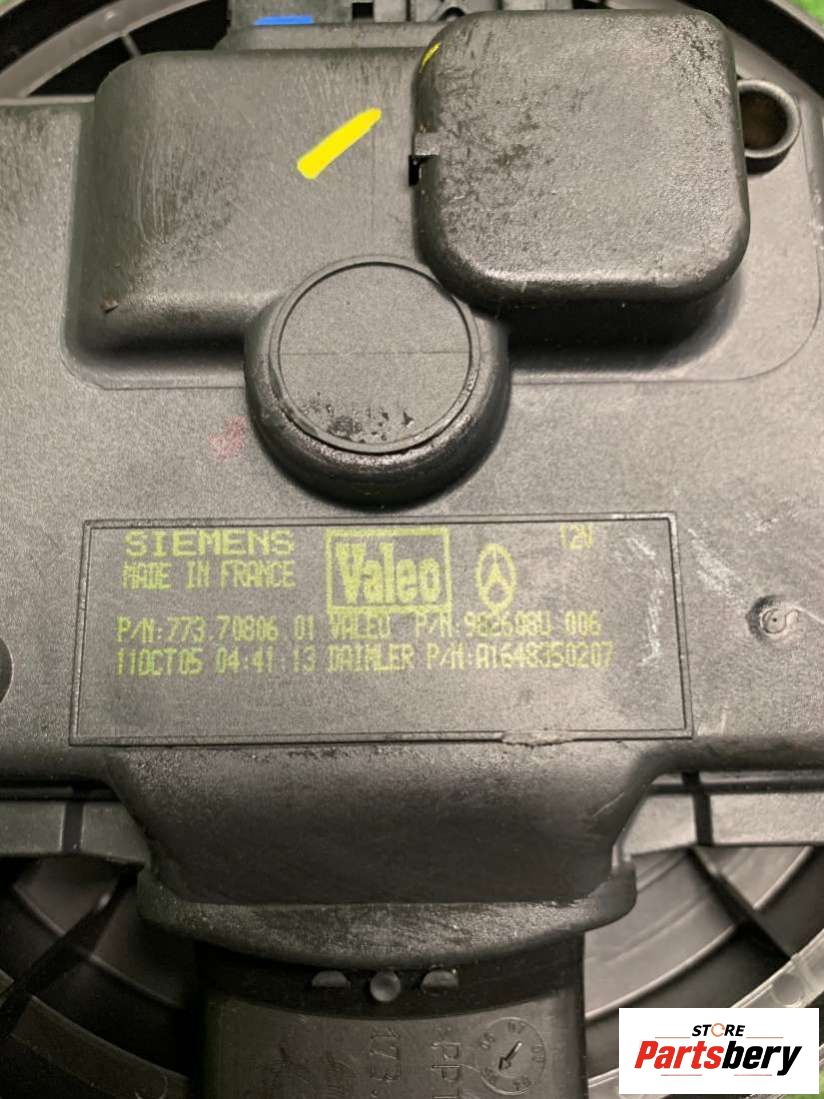 SIEMENS Valeo 12V
MADE IN FRANCE
P/N:773.70806.01 VALEO P/N:982608U 006
11OCT05 04:41:13 DAIMLER P/N:A1648350207
STORE
Partsbery